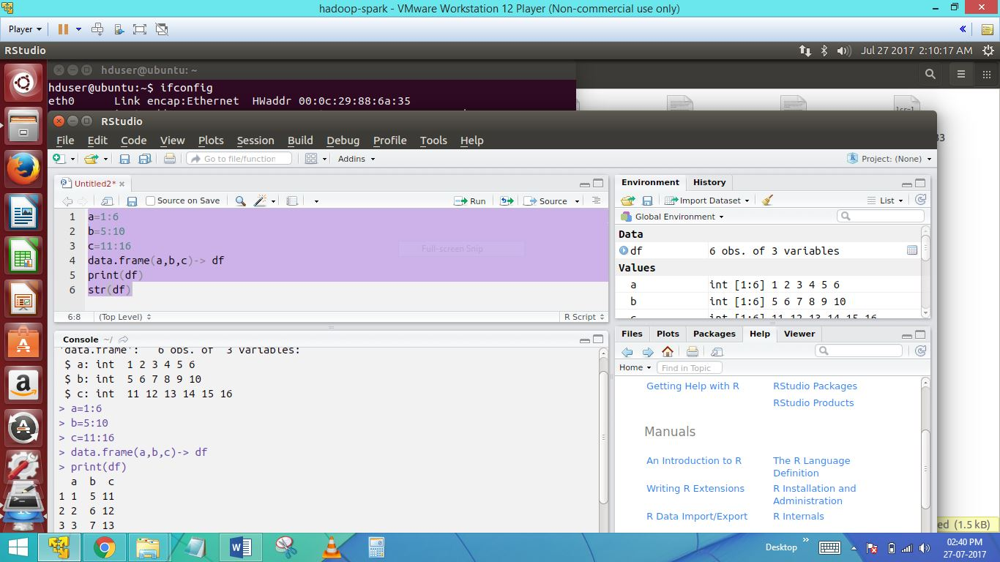 hadoop-spark - VMware Workstation 12 Player (Non-commercial use only)
Player
RStudio
Jul 27 2017 2:10:17 AM
hduser@ubuntu: ~
hduser@ubuntu:~$ ifconfig
eth0 Link encap:Ethernet HWaddr 00:0c:29:88:6a:35
RStudio
File Edit Code View Plots Session Build Debug Profile Tools Help
Go to file/function
Addins
Project: (None)
Untitled2*
Source on Save
Run
Source
1 a=1:6
2 b=5:10
3 c=11:16
4 data.frame(a,b,c)-> df
5 print(df)
6 str(df)
Full-screen Snip
6:8 (Top Level) R Script
Console ~/
'data.frame': 6 obs. of 3 variables:
$ a: int 1 2 3 4 5 6
$ b: int 5 6 7 8 9 10
$ c: int 11 12 13 14 15 16
> a=1:6
> b=5:10
> c=11:16
> data.frame(a,b,c)-> df
> print(df)
a b c
1 1 5 11
2 2 6 12
3 3 7 13
Environment History
Import Dataset
List
Global Environment
Data
df 6 obs. of 3 variables
Values
a int [1:6] 1 2 3 4 5 6
b int [1:6] 5 6 7 8 9 10
c int [1:6] 11 12 13 14 15 16
Files Plots Packages Help Viewer
Home Find in Topic
Getting Help with R
RStudio Packages
RStudio Products
Manuals
An Introduction to R
The R Language
Definition
Writing R Extensions
R Installation and
Administration
R Data Import/Export
R Internals
(1.5 kB)
Desktop
02:40 PM
27-07-2017